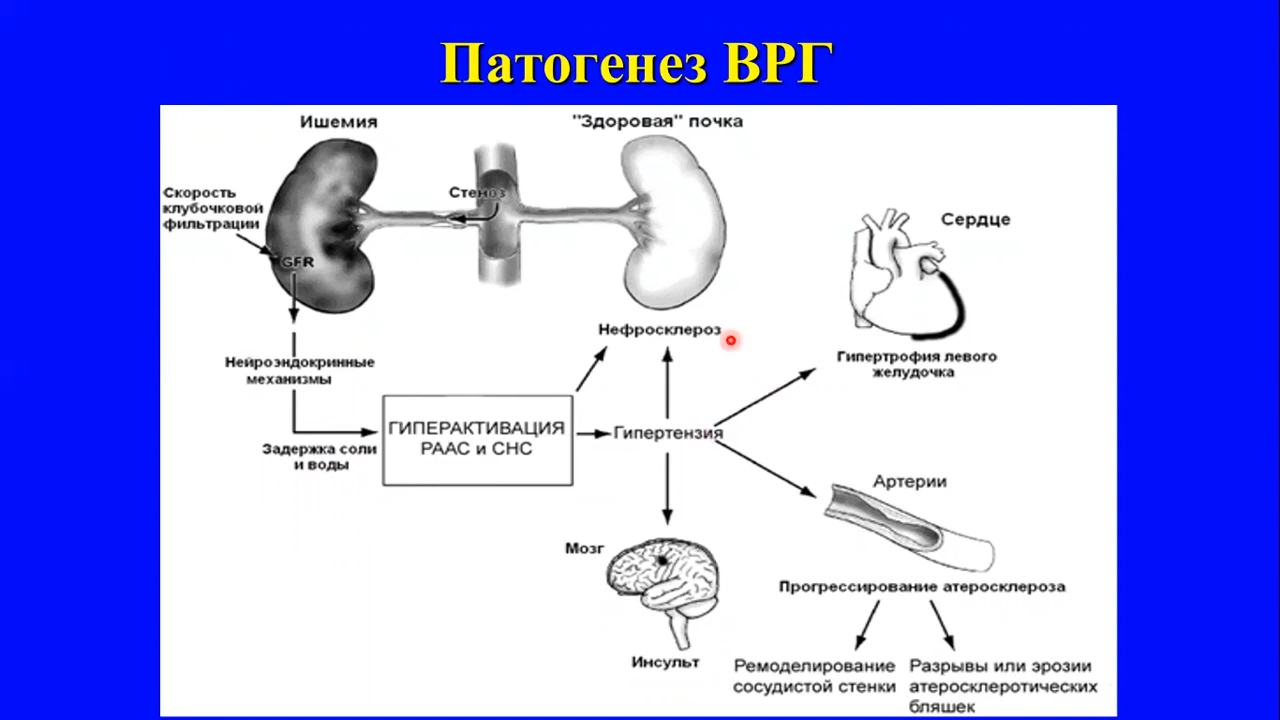 Патогенез ВРГ
Ишемия
"Здоровая" почка
Скорость
клубочковой
фильтрации
Стеноз
GFR
Сердце
Нефросклероз
Гипертрофия левого
желудочка
Нейроэндокринные
механизмы
ГИПЕРАКТИВАЦИЯ
РААС и СНС
Гипертензия
Задержка соли
и воды
Артерии
Мозг
Прогрессирование атеросклероза
Инсульт
Ремоделирование
сосудистой стенки
Разрывы или эрозии
атеросклеротических
бляшек